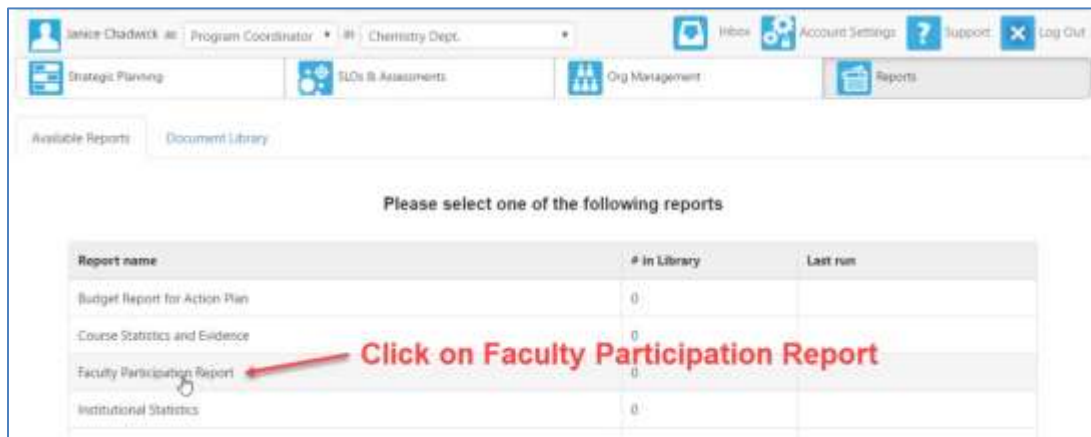 Janice Chadwick as Program Coordinator in Chemistry Dept. Inbox Account Settings ? Support Log Out
Strategic Planning SLOs & Assessments Org Management Reports
Available Reports Document Library
Please select one of the following reports
Report name # in Library Last run
Budget Report for Action Plan 0
Course Statistics and Evidence 0
Click on Faculty Participation Report
Faculty Participation Report 0
Institutional Statistics 0